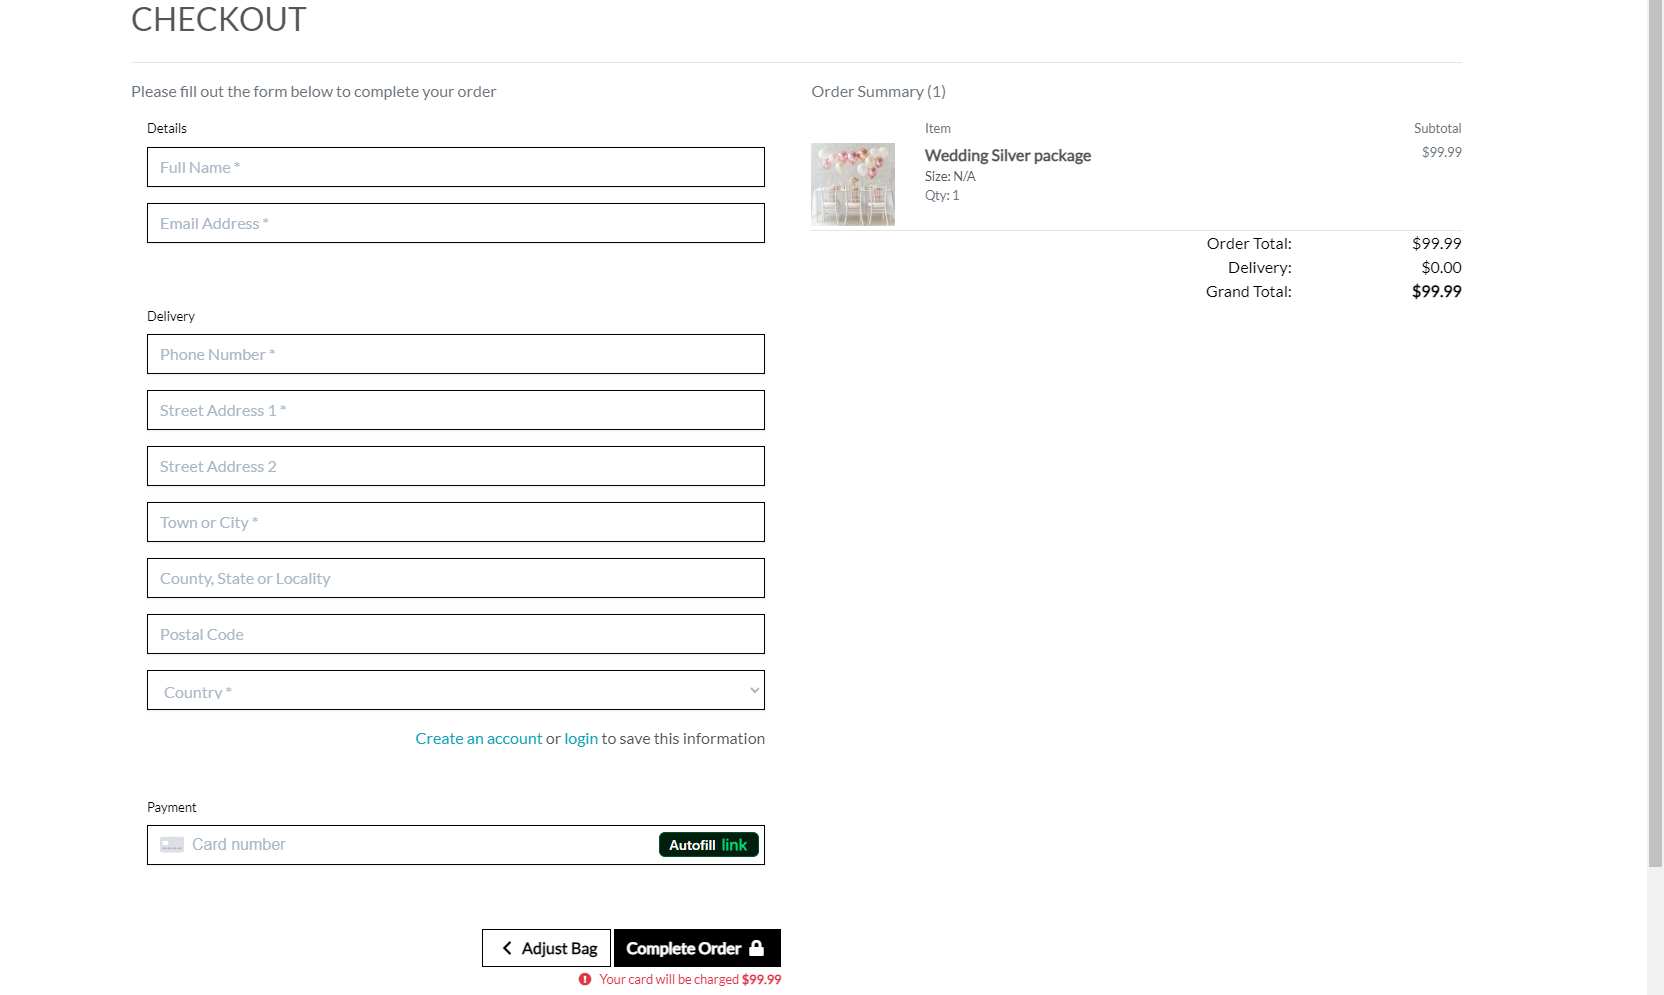 CHECKOUT
Please fill out the form below to complete your order
Details
Full Name *
Email Address *
Delivery
Phone Number *
Street Address 1 *
Street Address 2
Town or City *
County, State or Locality
Postal Code
Country *
Create an account or login to save this information
Payment
Card number
Autofill link
Adjust Bag
Complete Order
Your card will be charged $99.99
Order Summary (1)
Item Subtotal
Wedding Silver package $99.99
Size: N/A
Qty: 1
Order Total: $99.99
Delivery: $0.00
Grand Total: $99.99